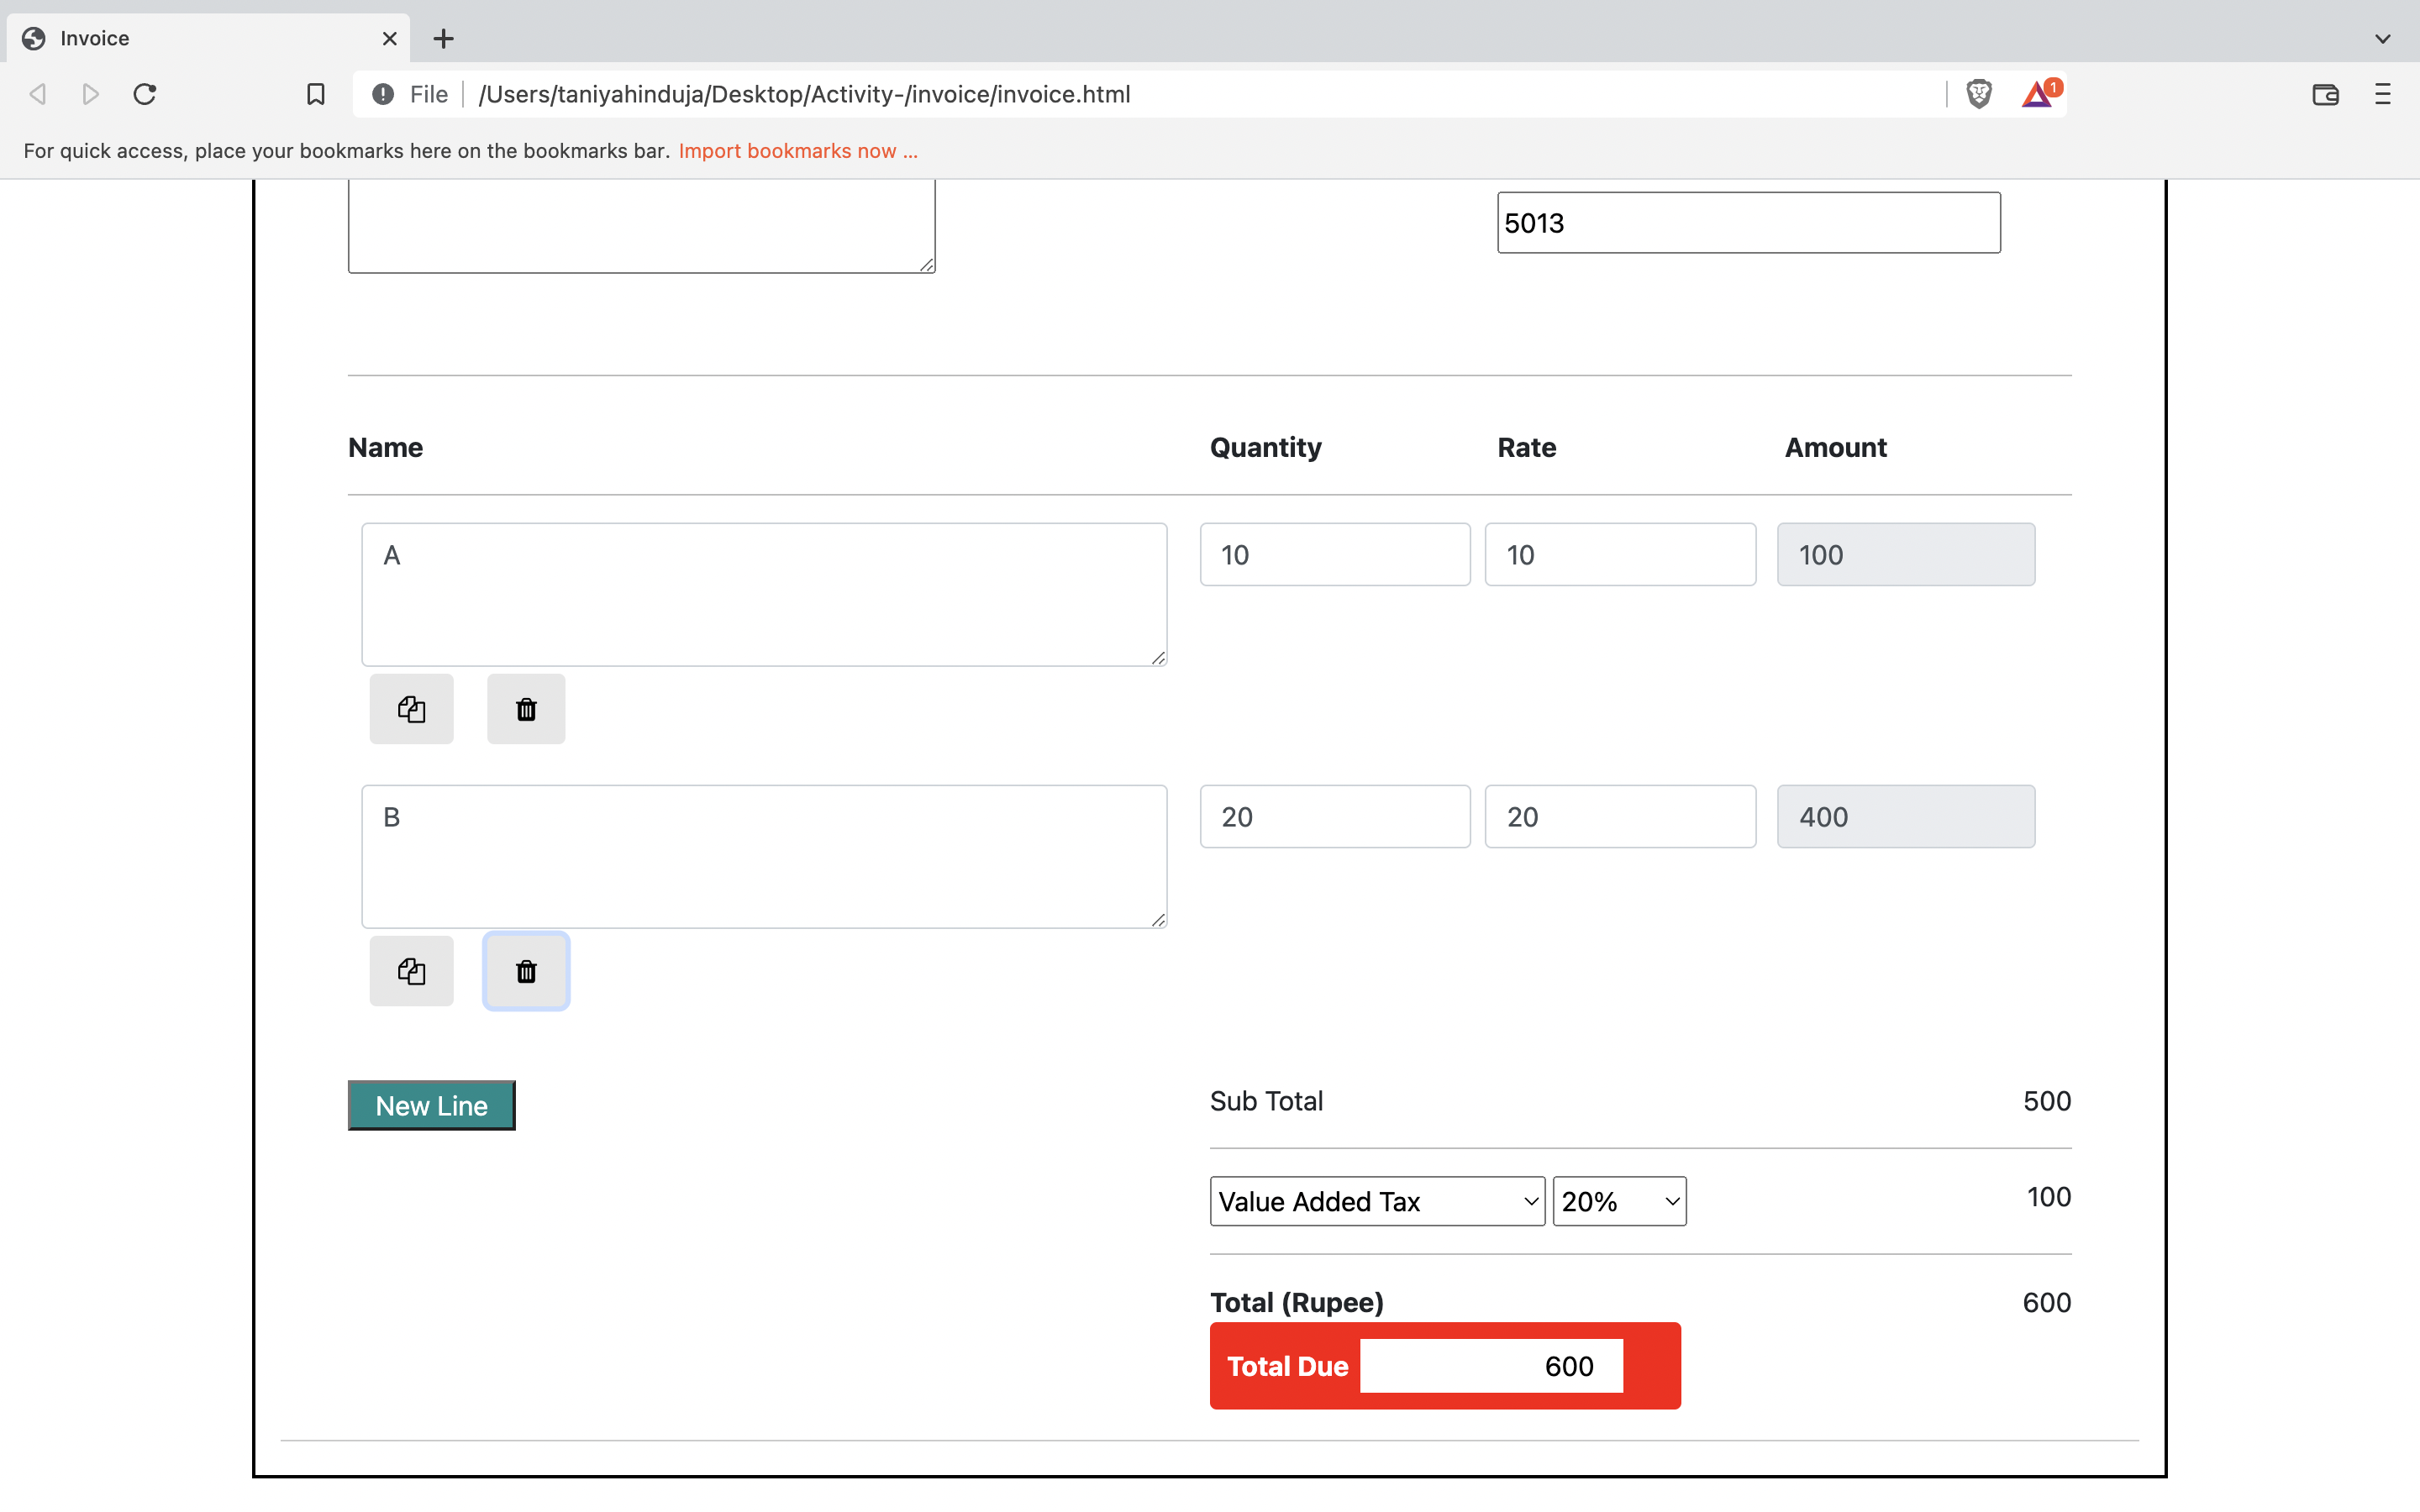 Invoice
File /Users/taniyahinduja/Desktop/Activity-/invoice/invoice.html 1
For quick access, place your bookmarks here on the bookmarks bar. Import bookmarks now ...
5013
Name Quantity Rate Amount
A 10 10 100
B 20 20 400
New Line Sub Total 500
Value Added Tax 20% 100
Total (Rupee) 600
Total Due 600